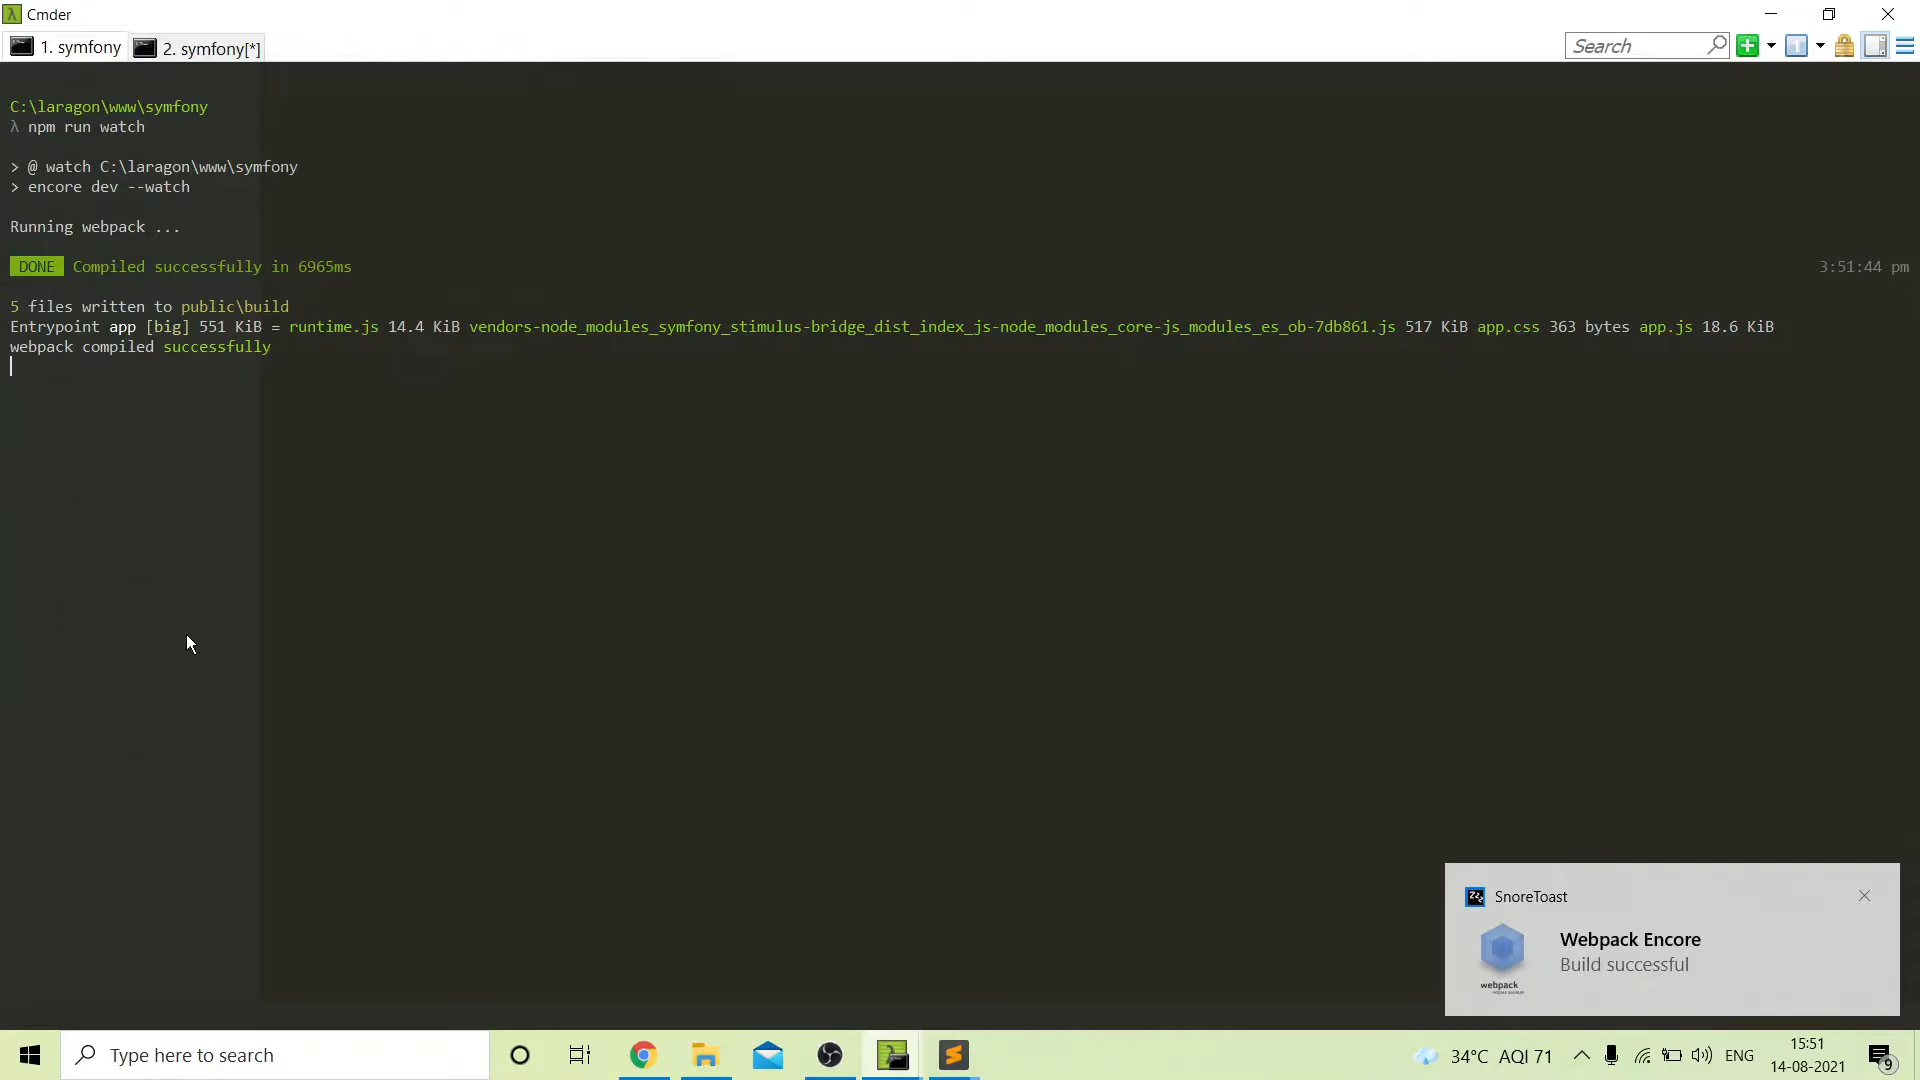 Cmder
1. symfony
2. symfony[*]
Search
C:\laragon\www\symfony
λ npm run watch
> @ watch C:\laragon\www\symfony
> encore dev --watch
Running webpack ...
DONE Compiled successfully in 6965ms
3:51:44 pm
5 files written to public\build
Entrypoint app [big] 551 KiB = runtime.js 14.4 KiB vendors-node_modules_symfony_stimulus-bridge_dist_index_js-node_modules_core-js_modules_es_ob-7db861.js 517 KiB app.css 363 bytes app.js 18.6 KiB
webpack compiled successfully
SnoreToast
Webpack Encore
Build successful
webpack
Type here to search
34°C AQI 71
ENG
15:51
14-08-2021
9